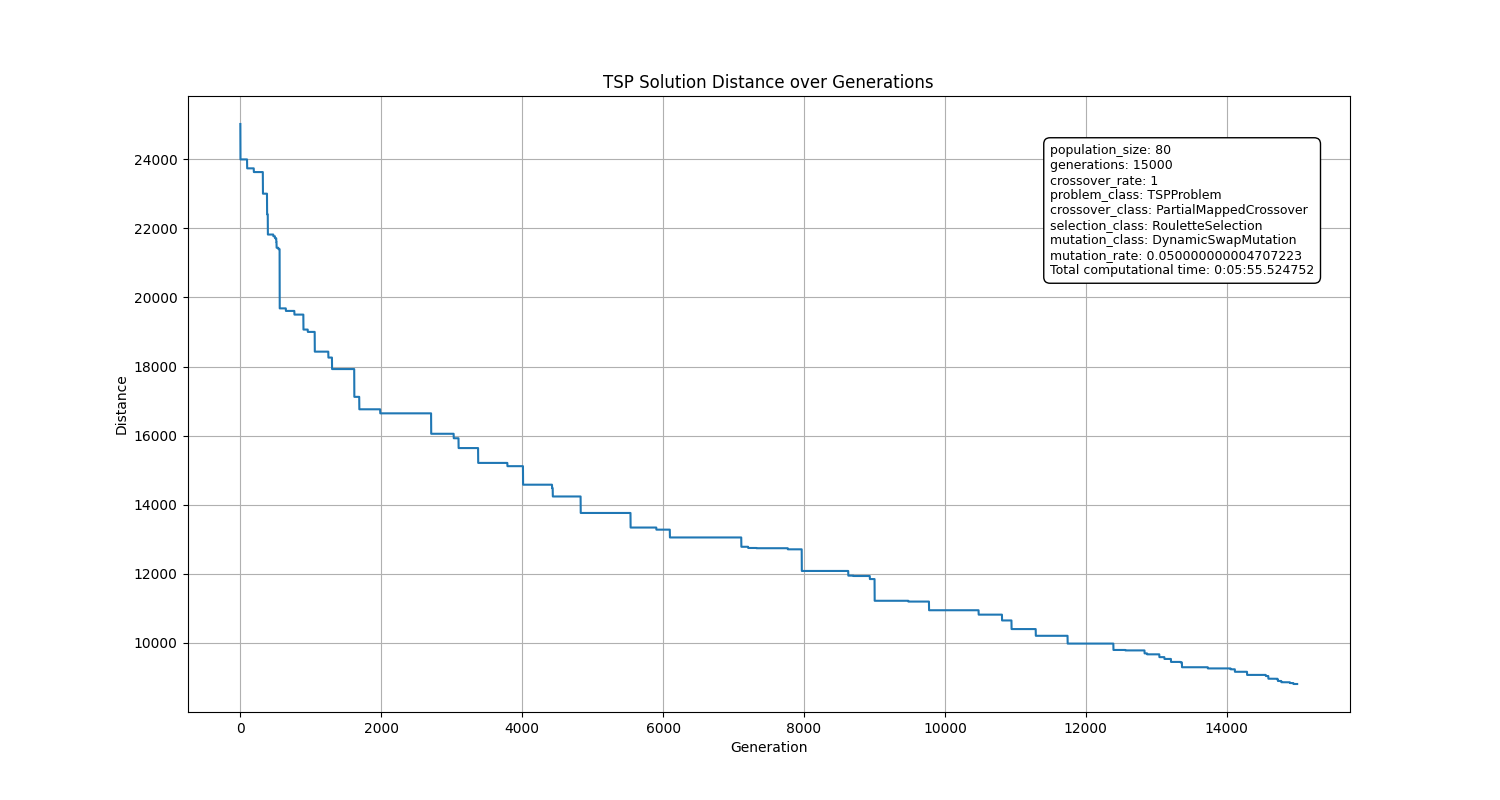 TSP Solution Distance over Generations
24000
22000
20000
18000
16000
14000
12000
10000
Distance
population_size: 80
generations: 15000
crossover_rate: 1
problem_class: TSPProblem
crossover_class: PartialMappedCrossover
selection_class: RouletteSelection
mutation_class: DynamicSwapMutation
mutation_rate: 0.050000000004707223
Total computational time: 0:05:55.524752
0 2000 4000 6000 8000 10000 12000 14000
Generation